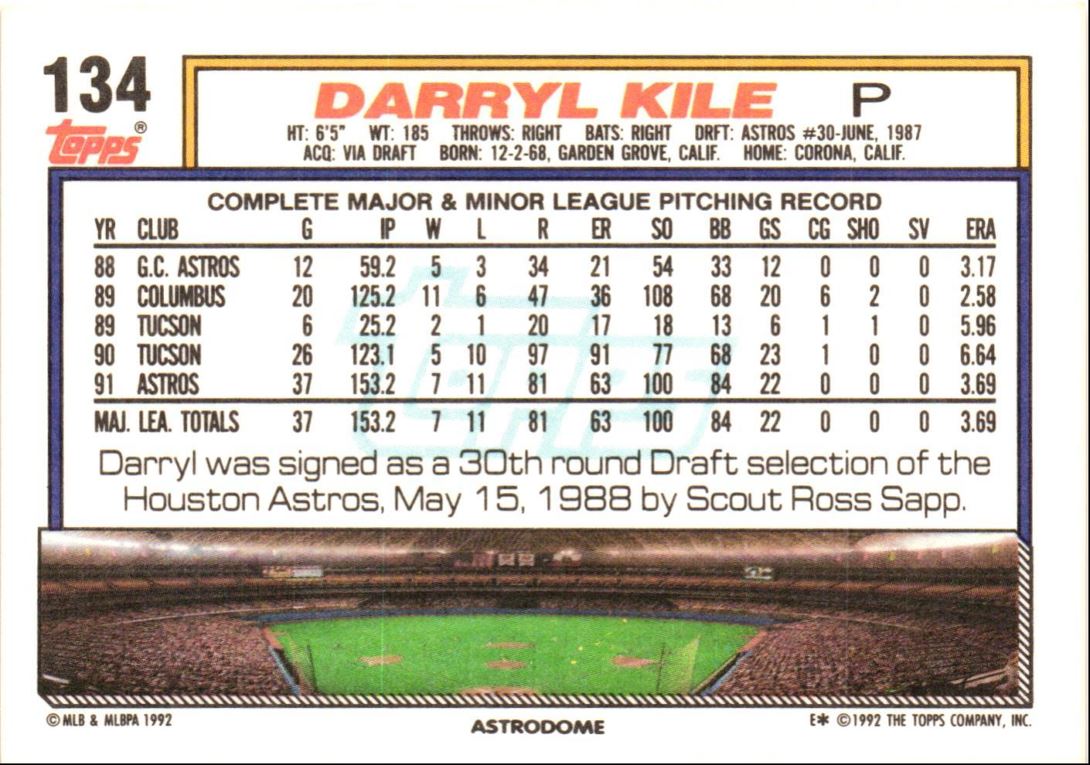 134
TOPPS®
DARRYL KILE P
HT: 6'5" WT: 185 THROWS: RIGHT BATS: RIGHT DRFT: ASTROS #30-JUNE, 1987
ACQ: VIA DRAFT BORN: 12-2-68, GARDEN GROVE, CALIF. HOME: CORONA, CALIF.
COMPLETE MAJOR & MINOR LEAGUE PITCHING RECORD
YR CLUB G IP W L R ER SO BB GS CG SHO SV ERA
88 G.C. ASTROS 12 59.2 5 3 34 21 54 33 12 0 0 0 3.17
89 COLUMBUS 20 125.2 11 6 47 36 108 68 20 6 2 0 2.58
89 TUCSON 6 25.2 2 1 20 17 18 13 6 1 1 0 5.96
90 TUCSON 26 123.1 5 10 97 91 77 68 23 1 0 0 6.64
91 ASTROS 37 153.2 7 11 81 63 100 84 22 0 0 0 3.69
MAJ. LEA. TOTALS 37 153.2 7 11 81 63 100 84 22 0 0 0 3.69
TOPPS
Darryl was signed as a 30th round Draft selection of the
Houston Astros, May 15, 1988 by Scout Ross Sapp.
© MLB & MLBPA 1992
ASTRODOME
E* ©1992 THE TOPPS COMPANY, INC.